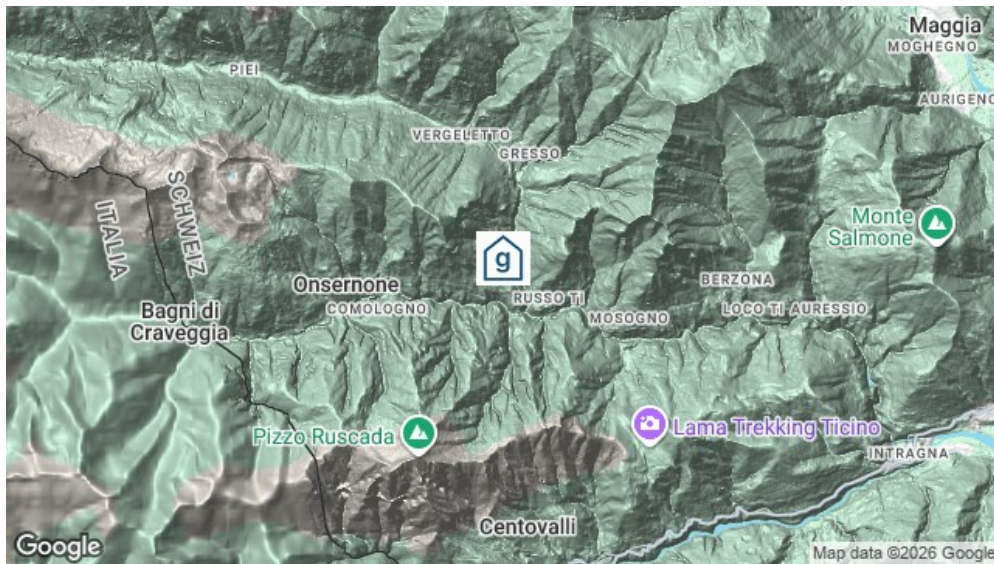 Maggia
MOGHEGNO
PIEI
AURIGENO
VERGELETTO
GRESSO
SCHWEIZ
ITALIA
Monte
Salmone
g
BERZONA
Onsernone
RUSSO TI
COMOLOGNO
LOCO TI AURESSIO
Bagni di
Craveggia
MOSOGNO
Pizzo Ruscada
Lama Trekking Ticino
INTRAGNA
Centovalli
Google
Map data ©2026 Google